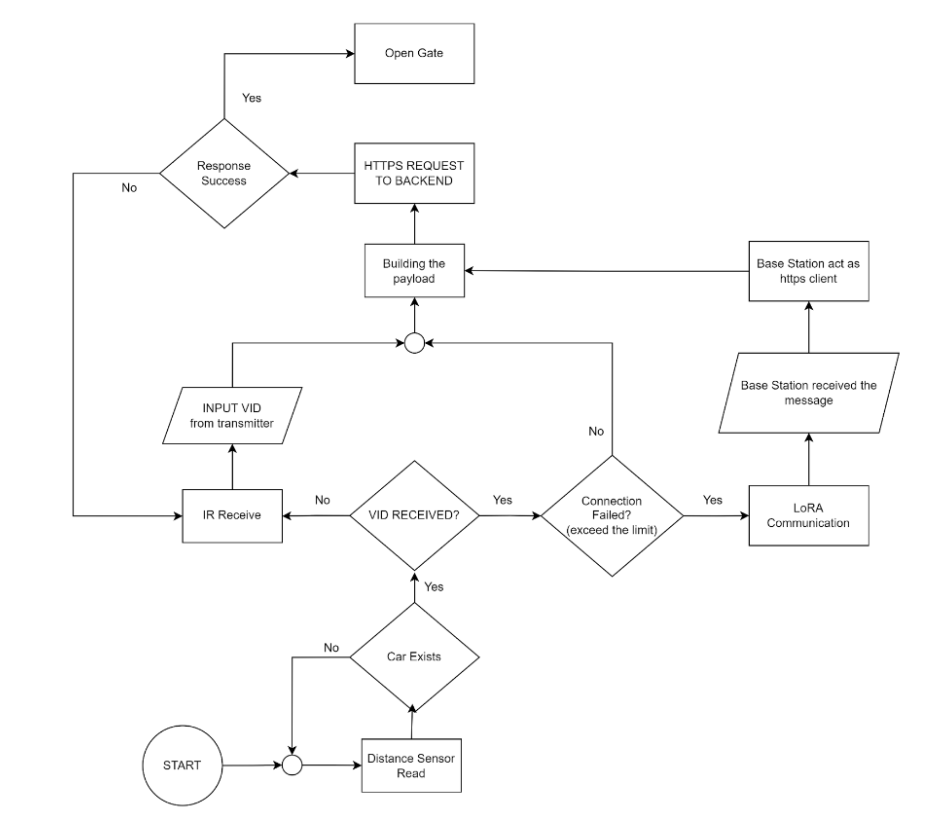 Open Gate
Yes
Response
Success
No
HTTPS REQUEST
TO BACKEND
Building the
payload
Base Station act as
https client
INPUT VID
from transmitter
Base Station received the
message
No
IR Receive
No
VID RECEIVED?
Yes
Connection
Failed?
(exceed the limit)
Yes
LoRA
Communication
Yes
No
Car Exists
START
Distance Sensor
Read